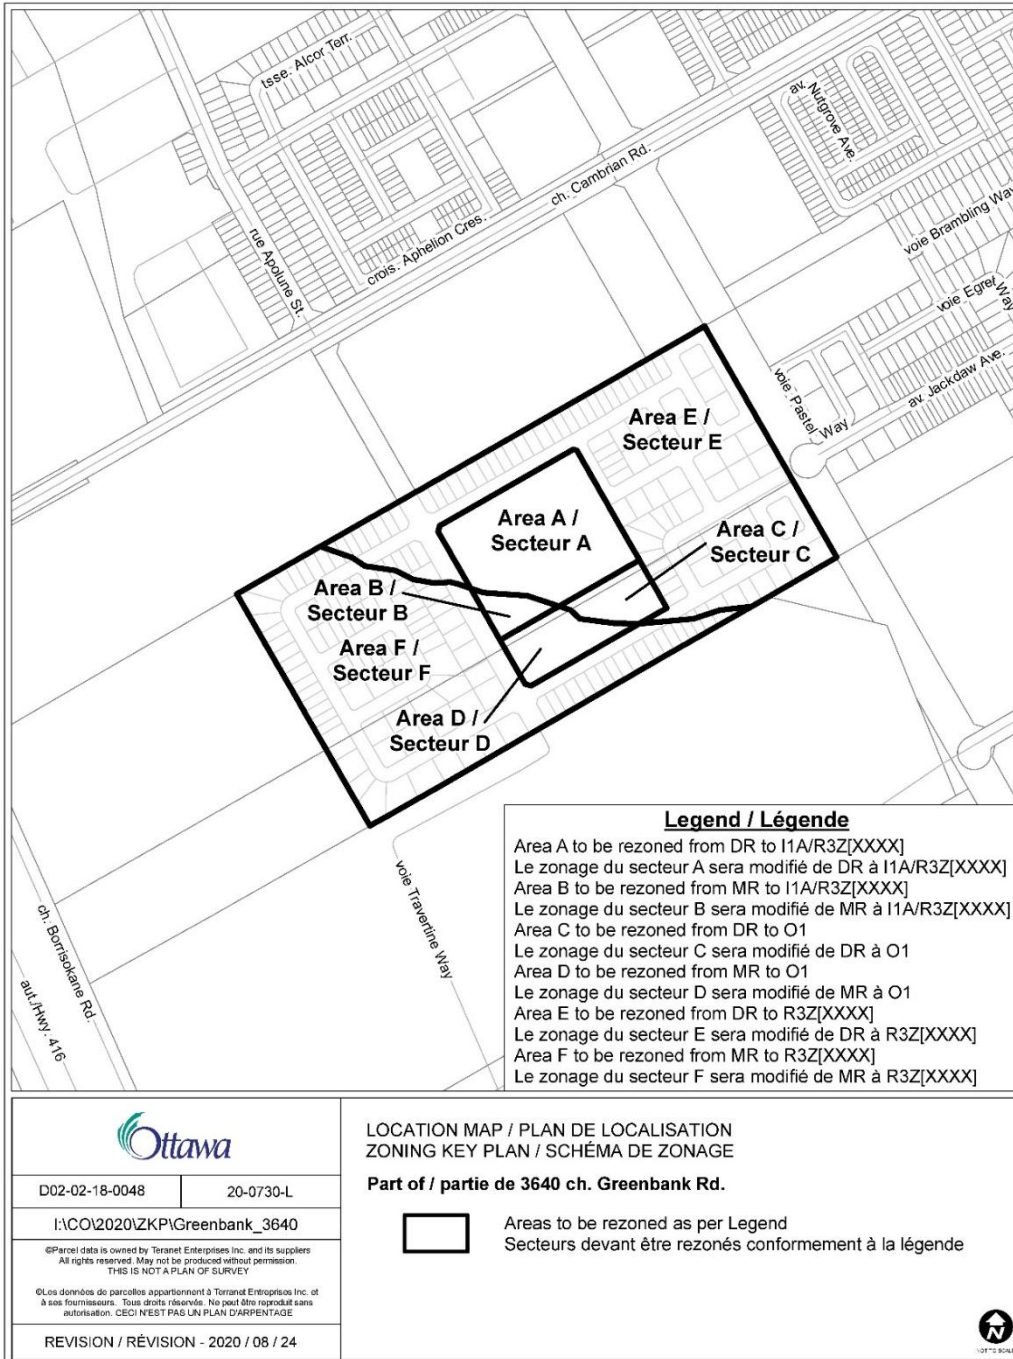 tsse. Alcor Terr.
av. Nutgrove Ave.
ch. Cambrian Rd.
voie Brambling Way
rue Apolune St.
crois. Aphelion Cres.
voie Egret Way
av. Jackdaw Ave.
voie Pastel Way
Area E /
Secteur E
Area A /
Secteur A
Area C /
Secteur C
Area B /
Secteur B
Area F /
Secteur F
Area D /
Secteur D
voie Travertine Way
ch. Borrisokane Rd.
aut./Hwy. 416
Legend / Légende
Area A to be rezoned from DR to I1A/R3Z[XXXX]
Le zonage du secteur A sera modifié de DR à I1A/R3Z[XXXX]
Area B to be rezoned from MR to I1A/R3Z[XXXX]
Le zonage du secteur B sera modifié de MR à I1A/R3Z[XXXX]
Area C to be rezoned from DR to O1
Le zonage du secteur C sera modifié de DR à O1
Area D to be rezoned from MR to O1
Le zonage du secteur D sera modifié de MR à O1
Area E to be rezoned from DR to R3Z[XXXX]
Le zonage du secteur E sera modifié de DR à R3Z[XXXX]
Area F to be rezoned from MR to R3Z[XXXX]
Le zonage du secteur F sera modifié de MR à R3Z[XXXX]
Ottawa
D02-02-18-0048
20-0730-L
I:\CO\2020\ZKP\Greenbank_3640
©Parcel data is owned by Teranet Enterprises Inc. and its suppliers
All rights reserved. May not be produced without permission.
THIS IS NOT A PLAN OF SURVEY
©Les données de parcelles appartiennent à Teranet Entreprises Inc. et
à ses fournisseurs. Tous droits réservés. Ne peut être reproduit sans
autorisation. CECI N'EST PAS UN PLAN D'ARPENTAGE
REVISION / RÉVISION - 2020 / 08 / 24
LOCATION MAP / PLAN DE LOCALISATION
ZONING KEY PLAN / SCHÉMA DE ZONAGE
Part of / partie de 3640 ch. Greenbank Rd.
Areas to be rezoned as per Legend
Secteurs devant être rezonés conformement à la légende
N
NOT TO SCALE